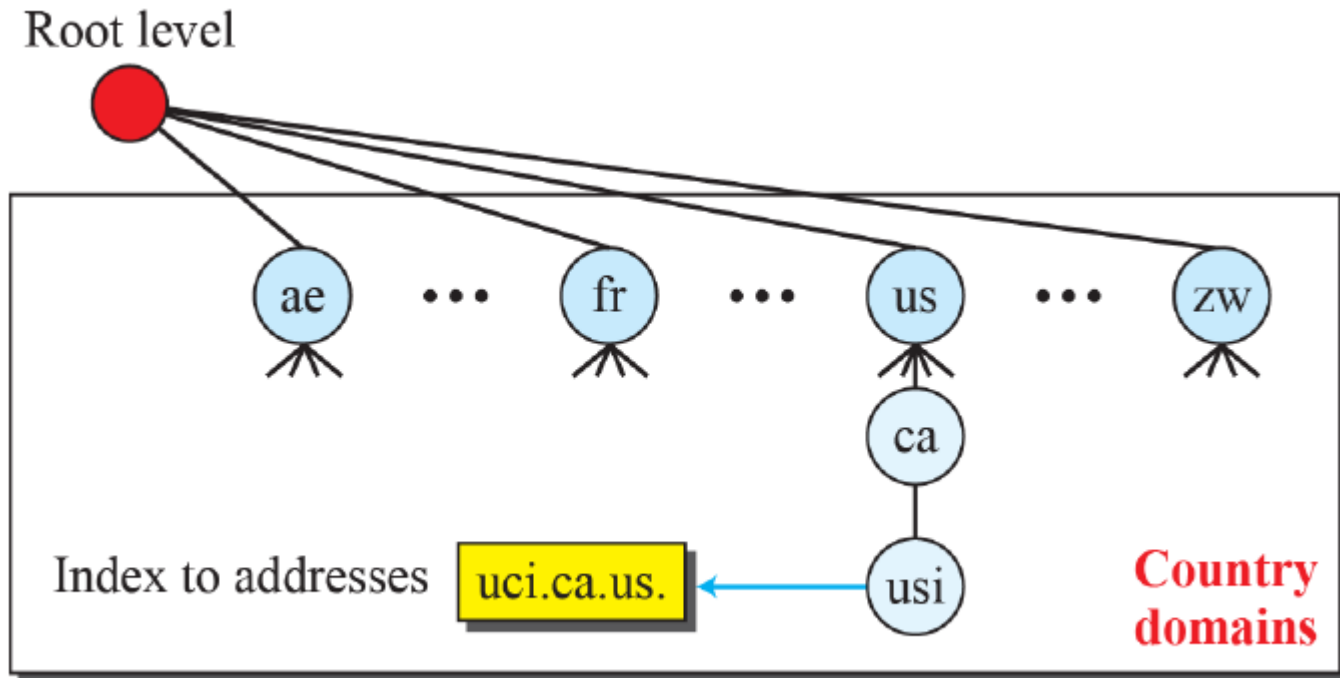 Root level
ae ••• fr ••• us ••• zw
ca
Index to addresses uci.ca.us. usi
Country
domains